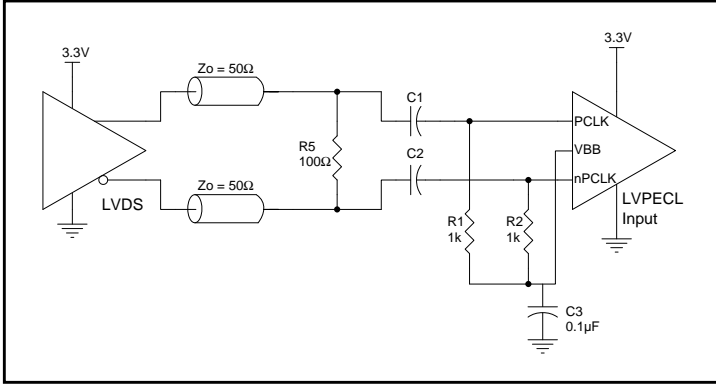 3.3V
3.3V
Zo = 50Ω
C1
PCLK
R5
100Ω
VBB
C2
nPCLK
Zo = 50Ω
LVDS
LVPECL
Input
R1
1k
R2
1k
C3
0.1µF